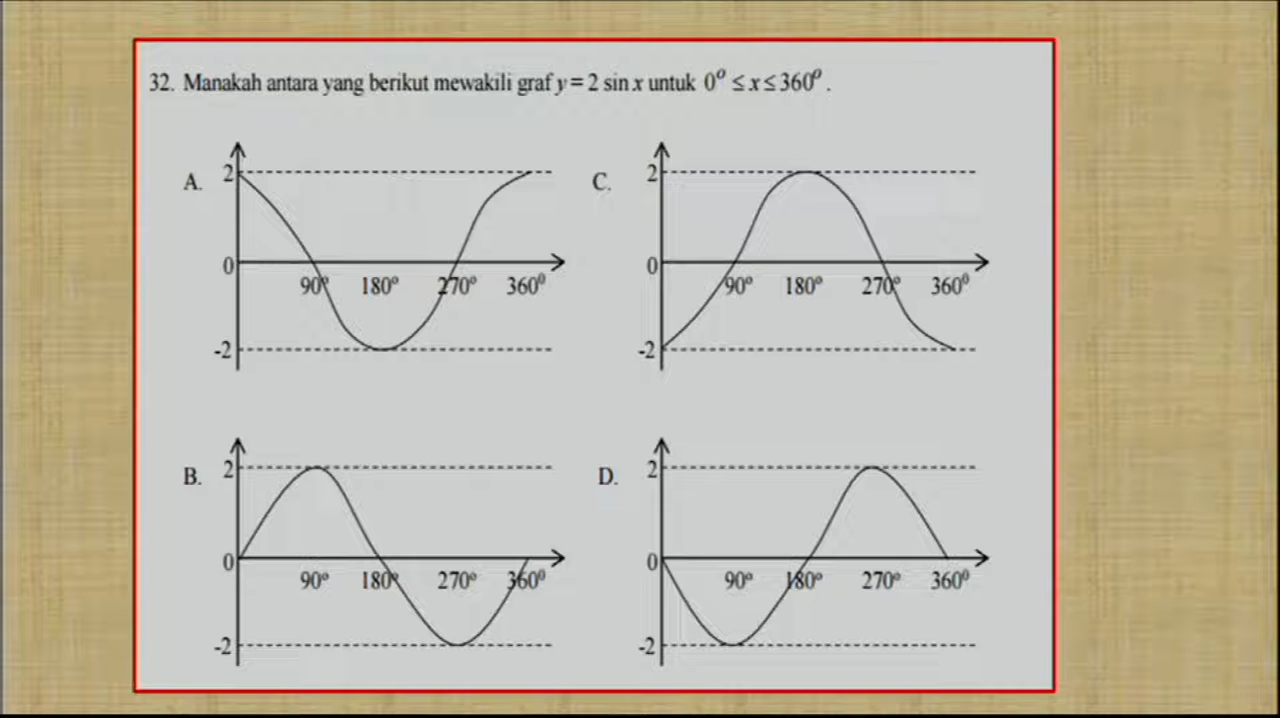 32. Manakah antara yang berikut mewakili graf y = 2 sin x untuk 0° ≤ x ≤ 360°.
A.
2
0
90° 180° 270° 360°
-2
C.
2
0
90° 180° 270° 360°
-2
B.
2
0
90° 180° 270° 360°
-2
D.
2
0
90° 180° 270° 360°
-2